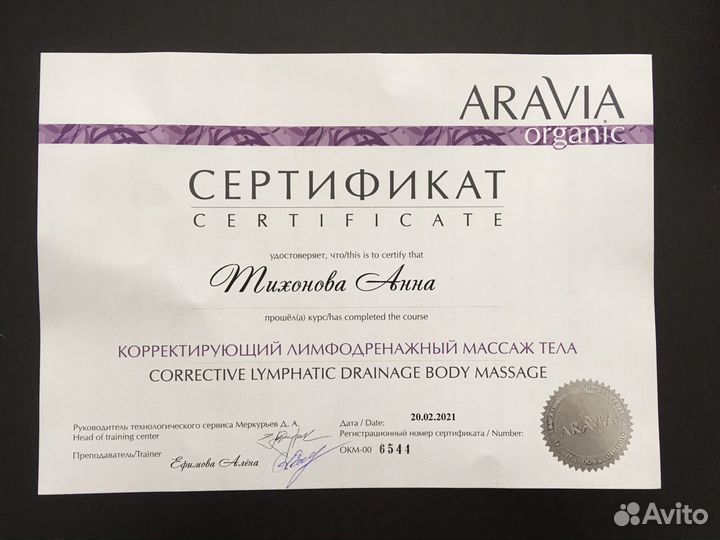 ARAVIA
organic
СЕРТИФИКАТ
CERTIFICATE
удостоверяет, что/this is to certify that
Тихонова Анна
прошёл(а) курс/has completed the course
КОРРЕКТИРУЮЩИЙ ЛИМФОДРЕНАЖНЫЙ МАССАЖ ТЕЛА
CORRECTIVE LYMPHATIC DRAINAGE BODY MASSAGE
Руководитель технологического сервиса Меркурьев Д. А.
Head of training center
Преподаватель/Trainer
Ефимова Алёна
Дата / Date: 20.02.2021
Регистрационный номер сертификата / Number:
ОКМ-00 6544
ARAVIA
Avito